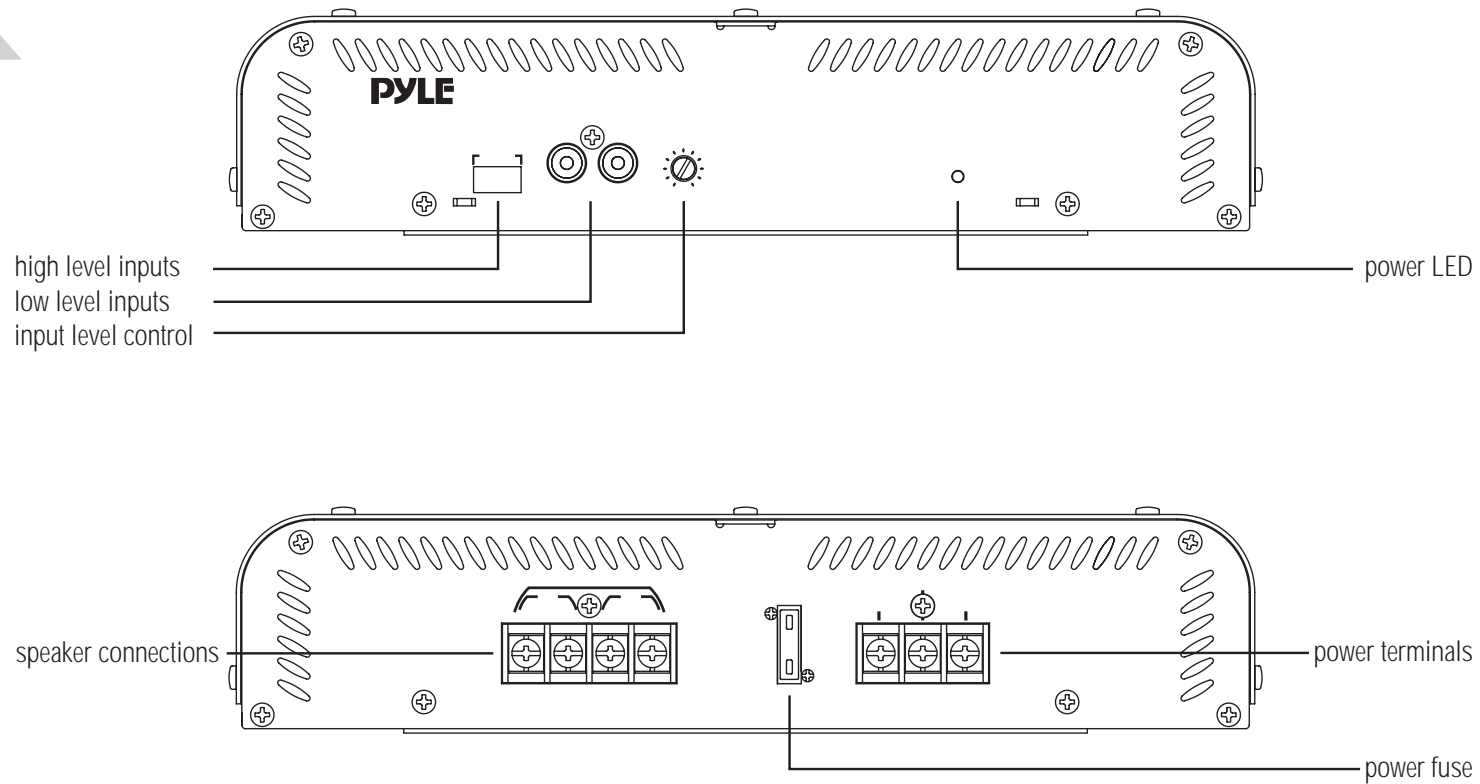 PYLE
high level inputs
low level inputs
input level control
power LED
speaker connections
power terminals
power fuse